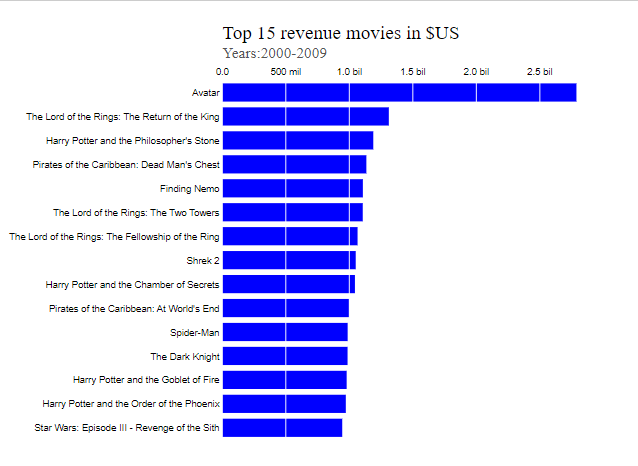 Top 15 revenue movies in $US
Years:2000-2009
0.0 500 mil 1.0 bil 1.5 bil 2.0 bil 2.5 bil
Avatar
The Lord of the Rings: The Return of the King
Harry Potter and the Philosopher's Stone
Pirates of the Caribbean: Dead Man's Chest
Finding Nemo
The Lord of the Rings: The Two Towers
The Lord of the Rings: The Fellowship of the Ring
Shrek 2
Harry Potter and the Chamber of Secrets
Pirates of the Caribbean: At World's End
Spider-Man
The Dark Knight
Harry Potter and the Goblet of Fire
Harry Potter and the Order of the Phoenix
Star Wars: Episode III - Revenge of the Sith